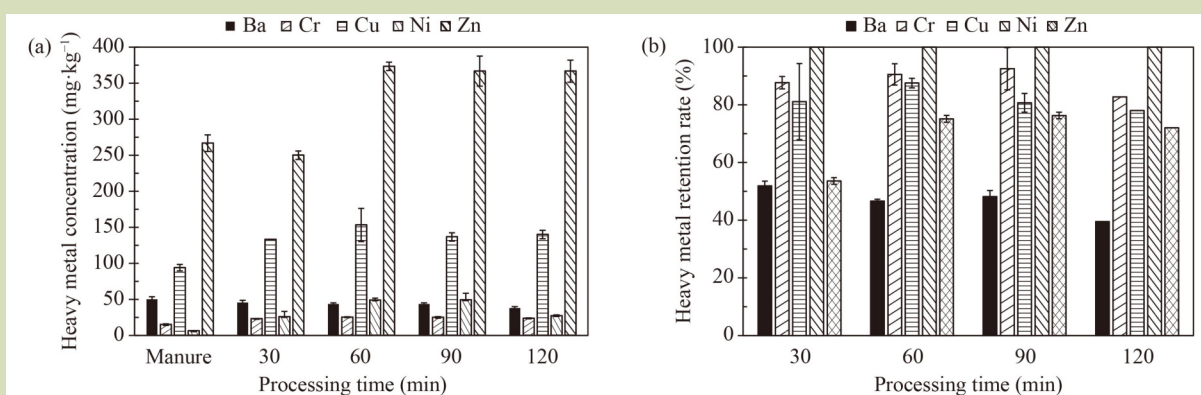 (a)
Ba Cr Cu Ni Zn
Heavy metal concentration (mg·kg⁻¹)
400
350
300
250
200
150
100
50
0
Manure 30 60 90 120
Processing time (min)
(b)
Ba Cr Cu Ni Zn
Heavy metal retention rate (%)
100
80
60
40
20
0
30 60 90 120
Processing time (min)